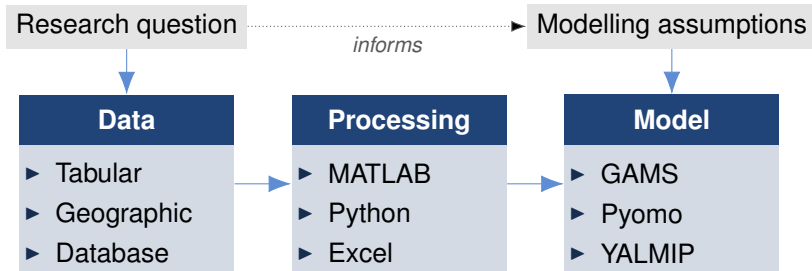 Research question
informs
Modelling assumptions
Data
► Tabular
► Geographic
► Database
Processing
► MATLAB
► Python
► Excel
Model
► GAMS
► Pyomo
► YALMIP